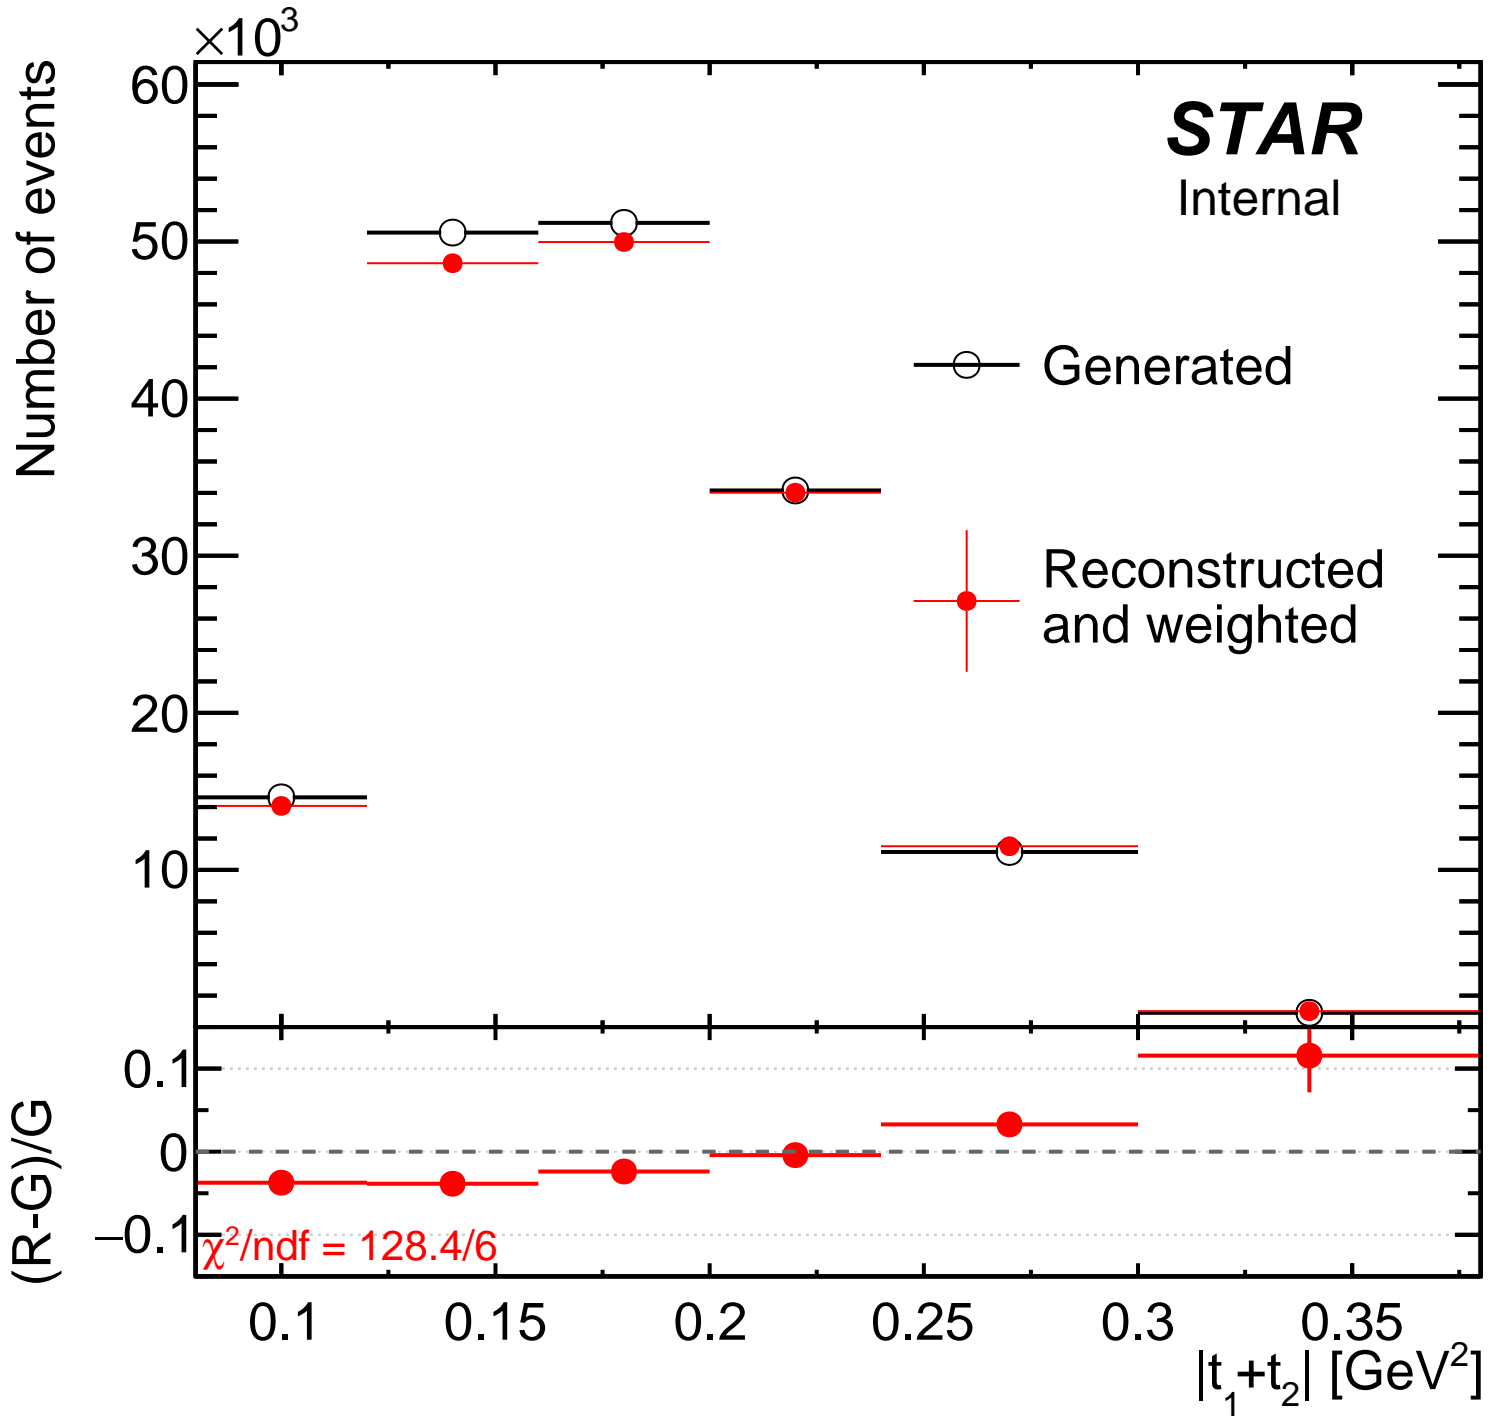 ×10³
60
50
40
30
20
10
Number of events
STAR
Internal
Generated
Reconstructed
and weighted
0.1
0
−0.1
(R-G)/G
χ²/ndf = 128.4/6
0.1 0.15 0.2 0.25 0.3 0.35
|t₁+t₂| [GeV²]